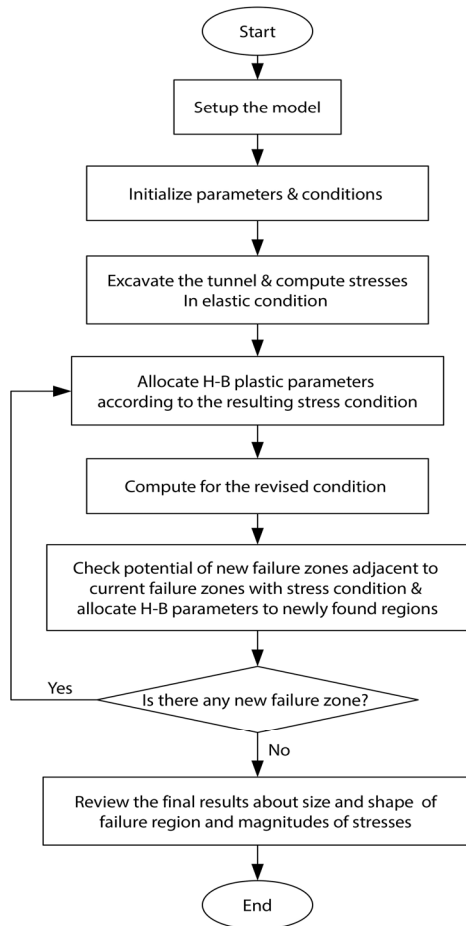 Start
Setup the model
Initialize parameters & conditions
Excavate the tunnel & compute stresses
In elastic condition
Allocate H-B plastic parameters
according to the resulting stress condition
Compute for the revised condition
Check potential of new failure zones adjacent to
current failure zones with stress condition &
allocate H-B parameters to newly found regions
Yes
Is there any new failure zone?
No
Review the final results about size and shape of
failure region and magnitudes of stresses
End